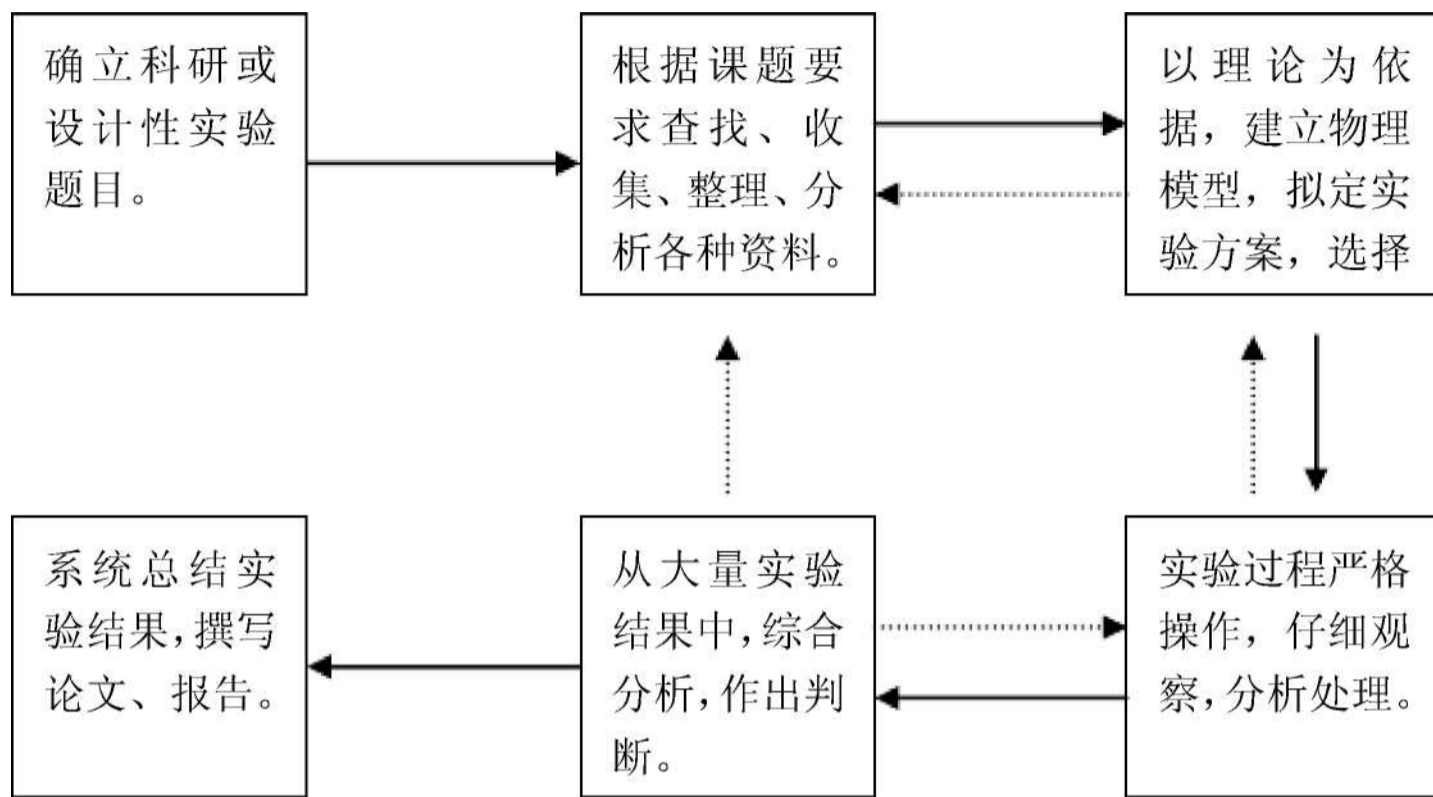 确立科研或
设计性实验
题目。
根据课题要
求查找、收
集、整理、分
析各种资料。
以理论为依
据，建立物理
模型，拟定实
验方案，选择
系统总结实
验结果，撰写
论文、报告。
从大量实验
结果中，综合
分析，作出判
断。
实验过程严格
操作，仔细观
察，分析处理。